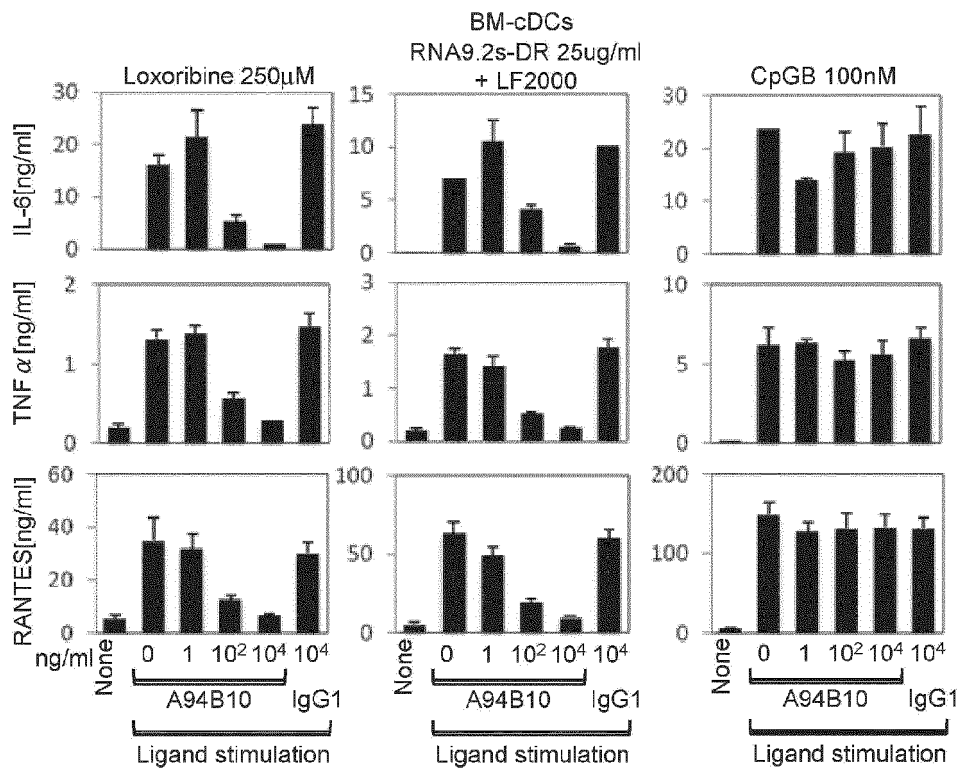 BM-cDCs
RNA9.2s-DR 25ug/ml
+ LF2000
Loxoribine 250μM
CpGB 100nM
IL-6[ng/ml]
30
20
10
0
15
10
5
0
30
20
10
0
TNF α[ng/ml]
2
1
0
3
2
1
0
10
5
0
RANTES[ng/ml]
60
40
20
0
100
50
0
200
100
0
ng/ml
None 0 1 10² 10⁴ 10⁴
None 0 1 10² 10⁴ 10⁴
None 0 1 10² 10⁴ 10⁴
A94B10 IgG1
A94B10 IgG1
A94B10 IgG1
Ligand stimulation
Ligand stimulation
Ligand stimulation